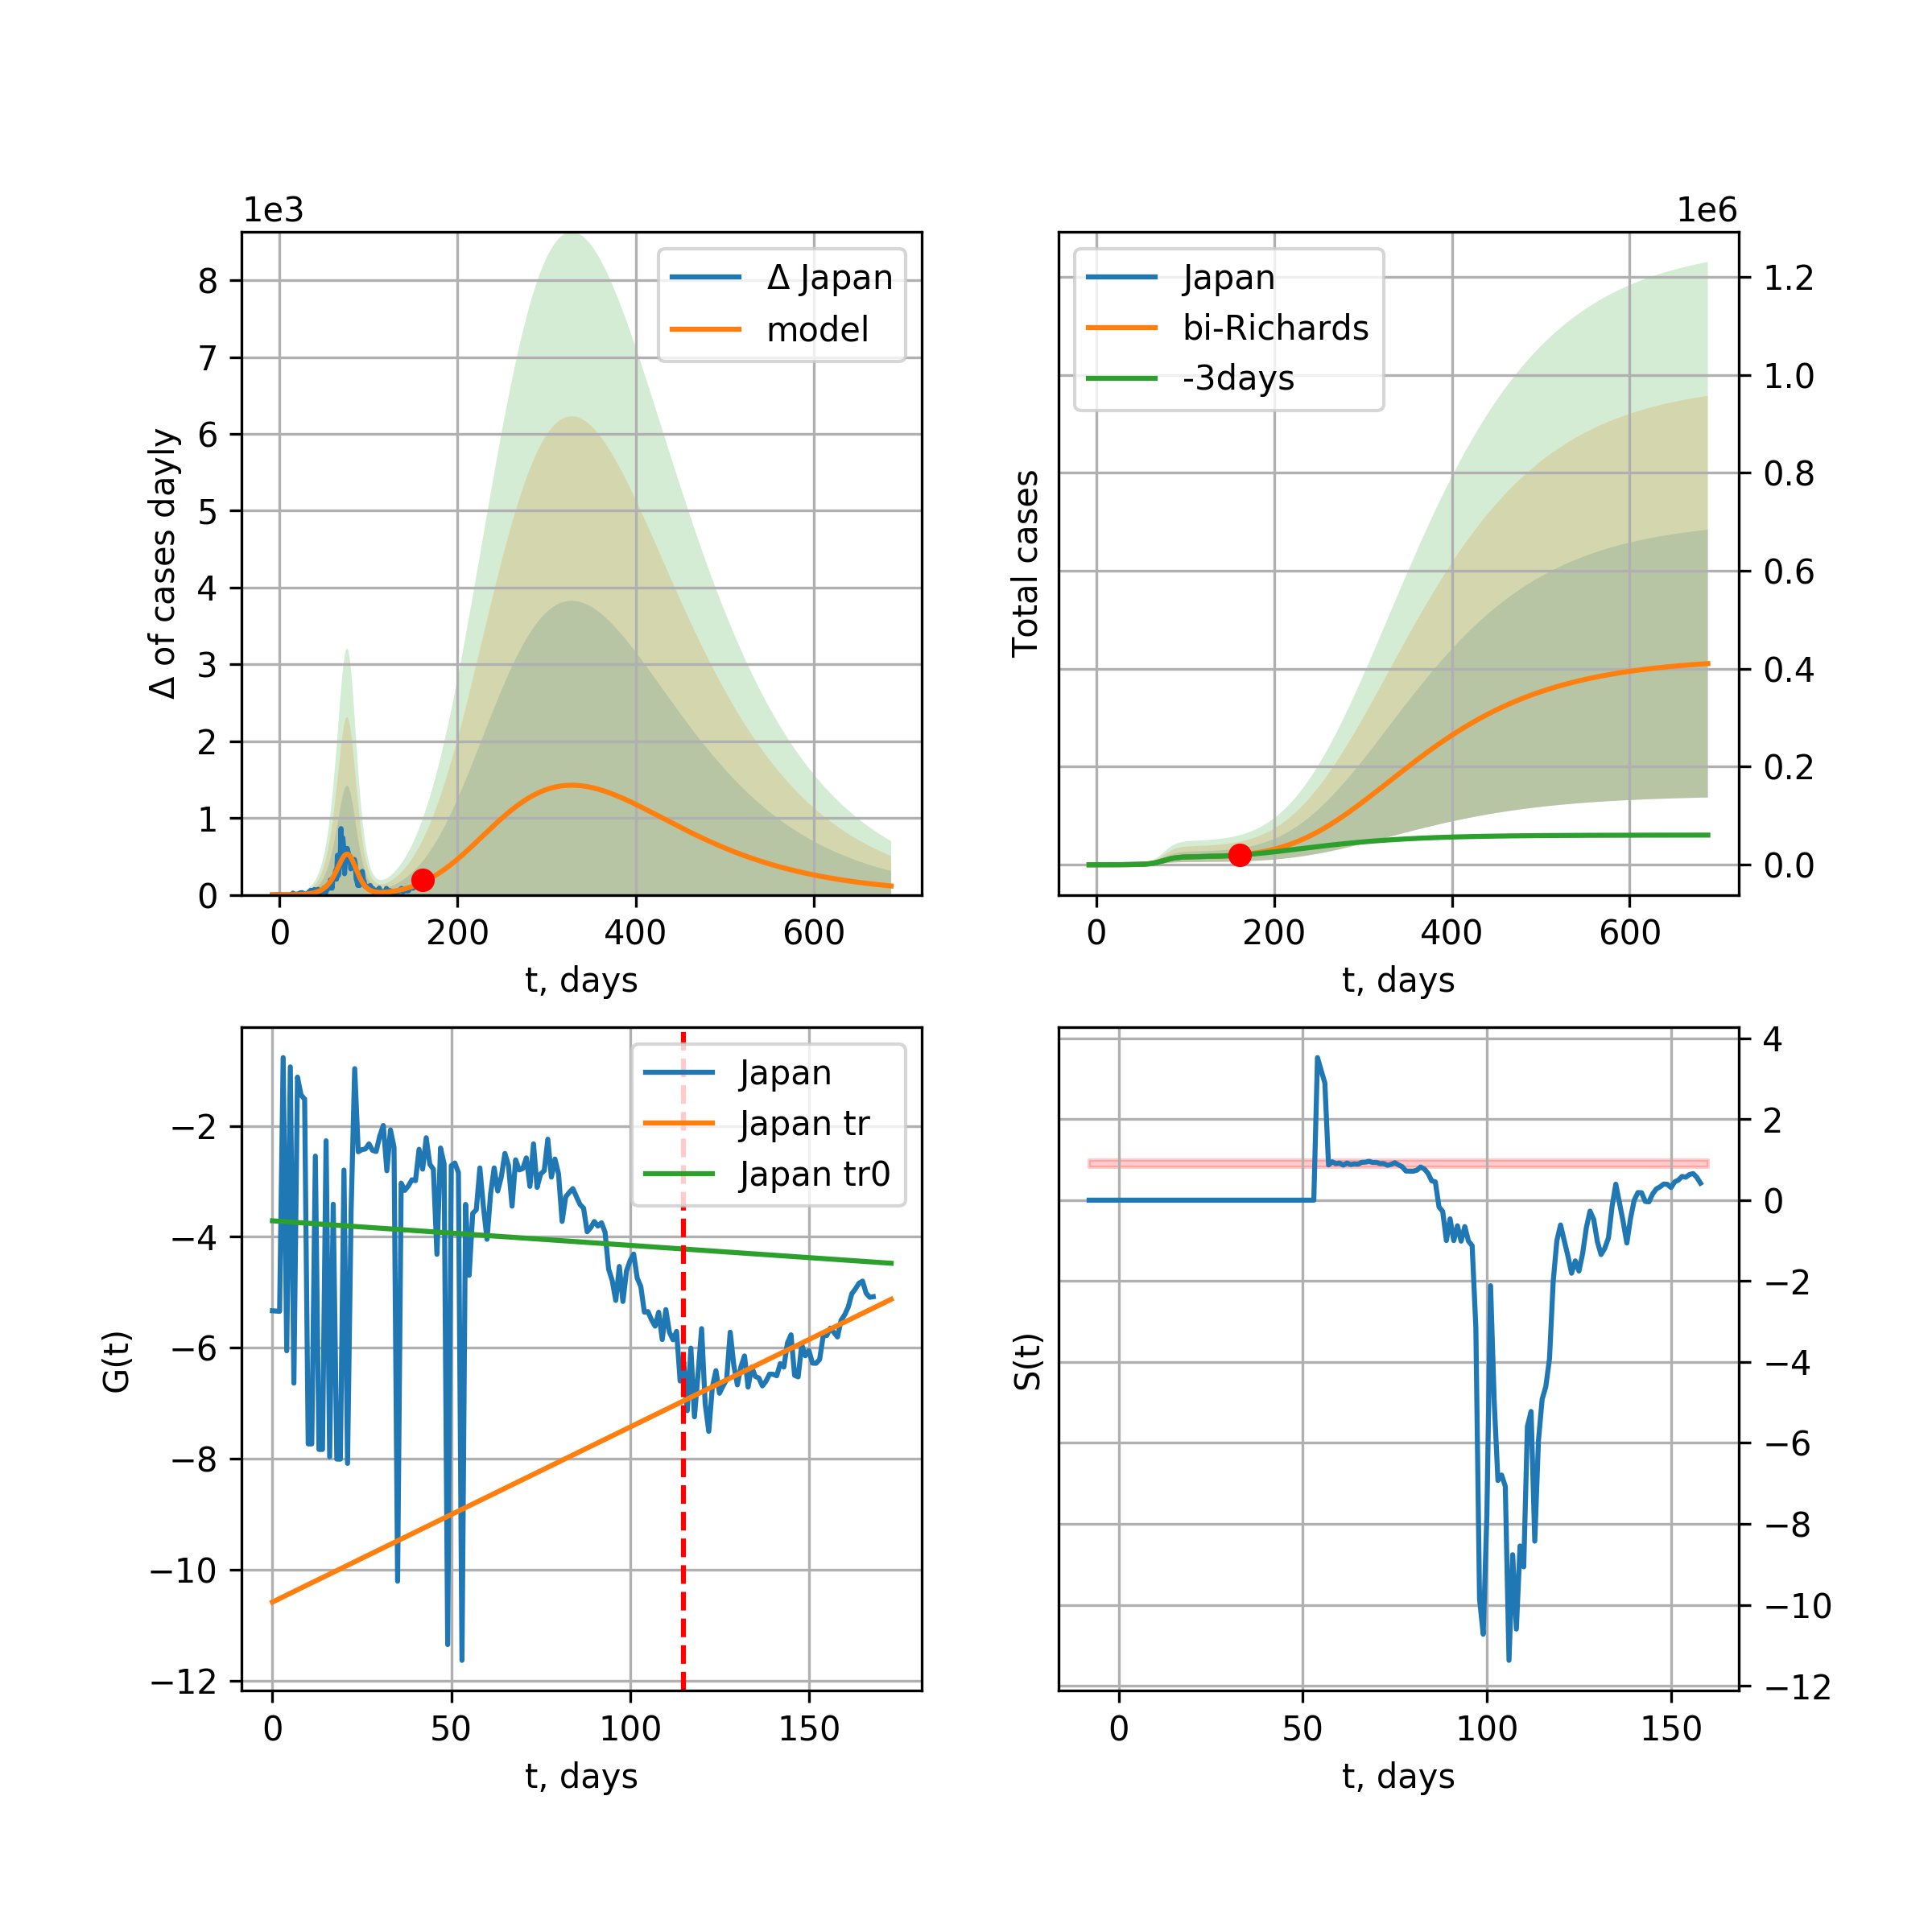 1e3
Δ of cases dayly
8
7
6
5
4
3
2
1
0
0 200 400 600
t, days
Δ Japan
model
1e6
Total cases
Japan
bi-Richards
-3days
1.2
1.0
0.8
0.6
0.4
0.2
0.0
0 200 400 600
t, days
G(t)
−2
−4
−6
−8
−10
−12
0 50 100 150
t, days
Japan
Japan tr
Japan tr0
S(t)
4
2
0
−2
−4
−6
−8
−10
−12
0 50 100 150
t, days